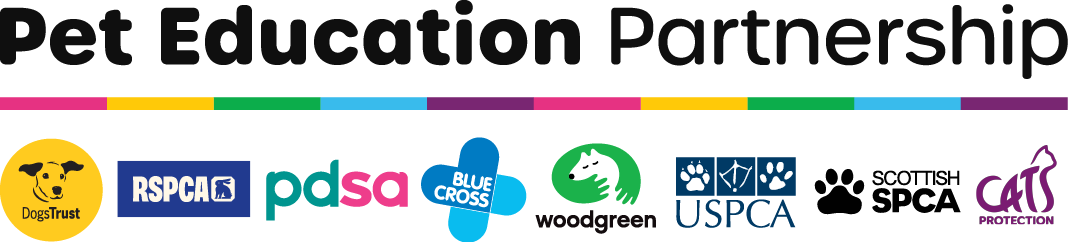 Pet Education Partnership
DogsTrust
RSPCA
pdsa
BLUE
CROSS
woodgreen
USPCA
SCOTTISH
SPCA
CATS
PROTECTION